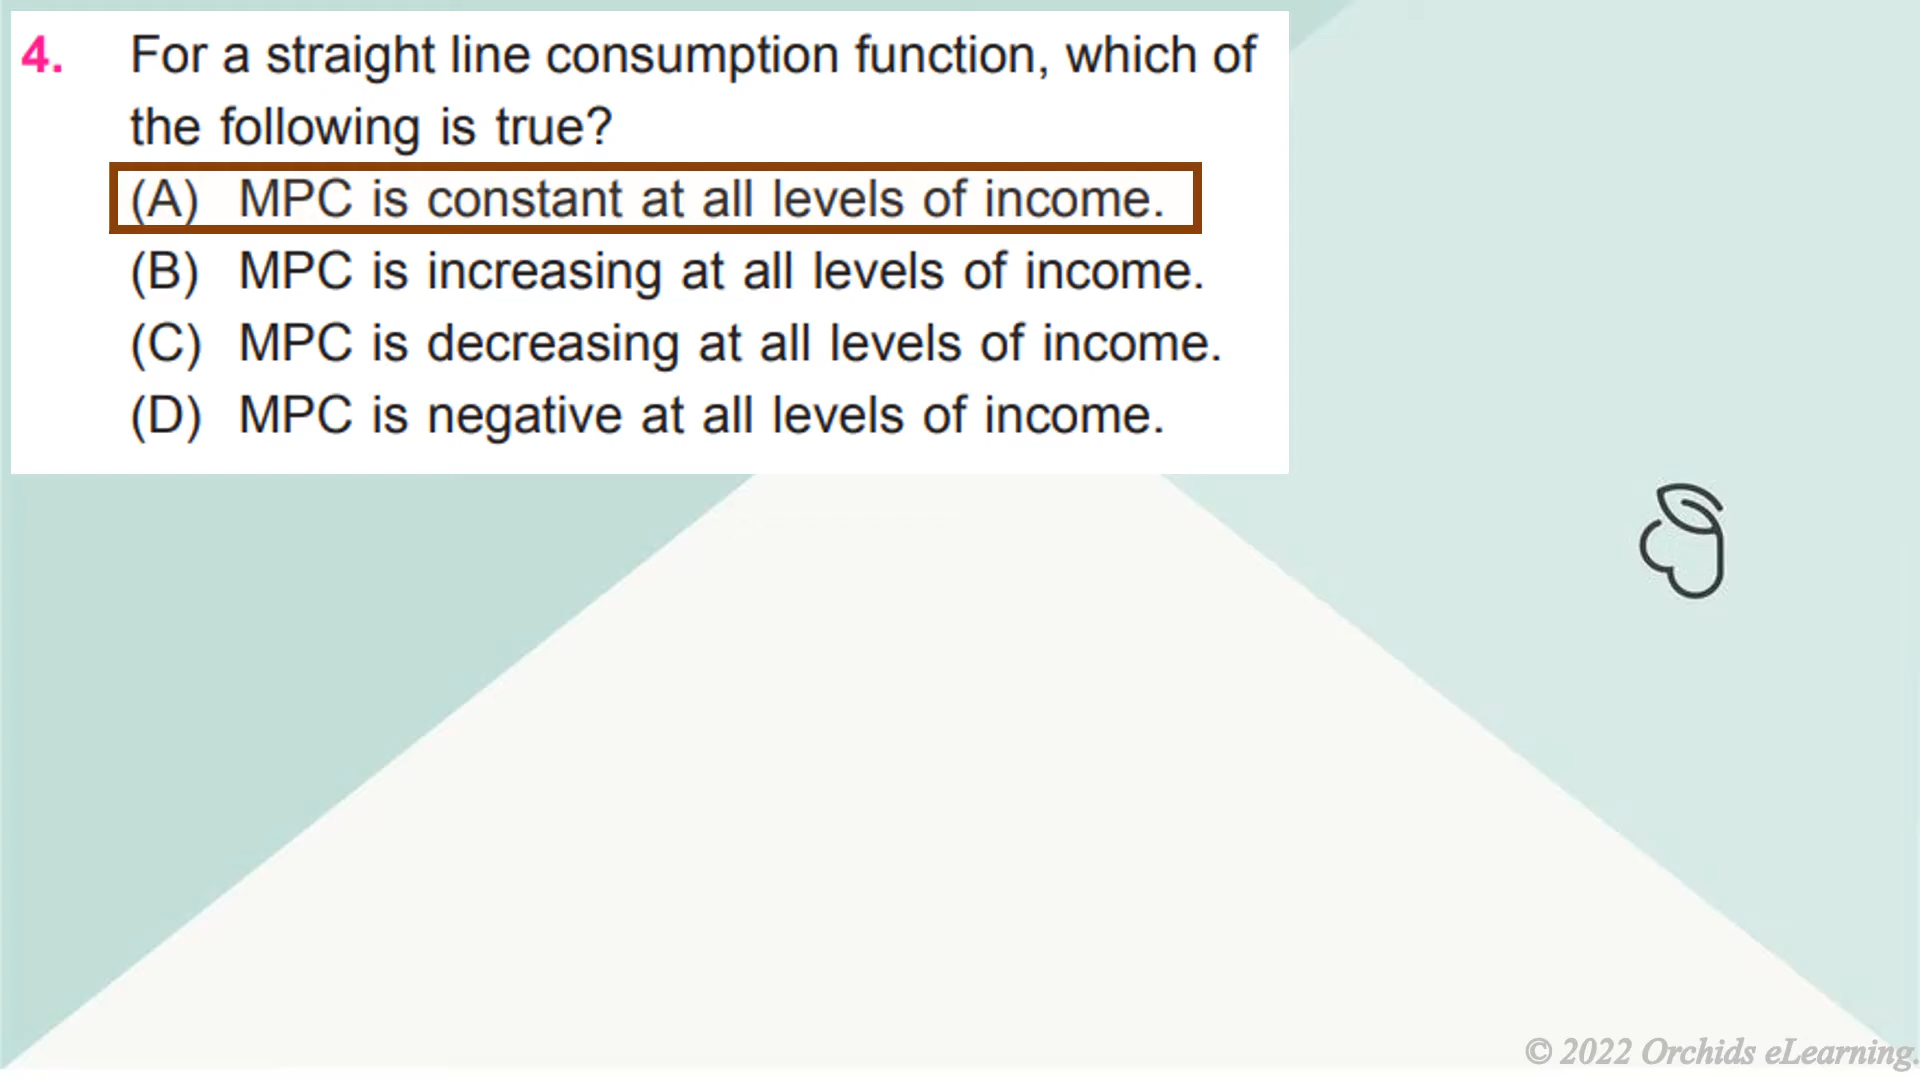 4. For a straight line consumption function, which of
the following is true?
(A) MPC is constant at all levels of income.
(B) MPC is increasing at all levels of income.
(C) MPC is decreasing at all levels of income.
(D) MPC is negative at all levels of income.
© 2022 Orchids eLearning.